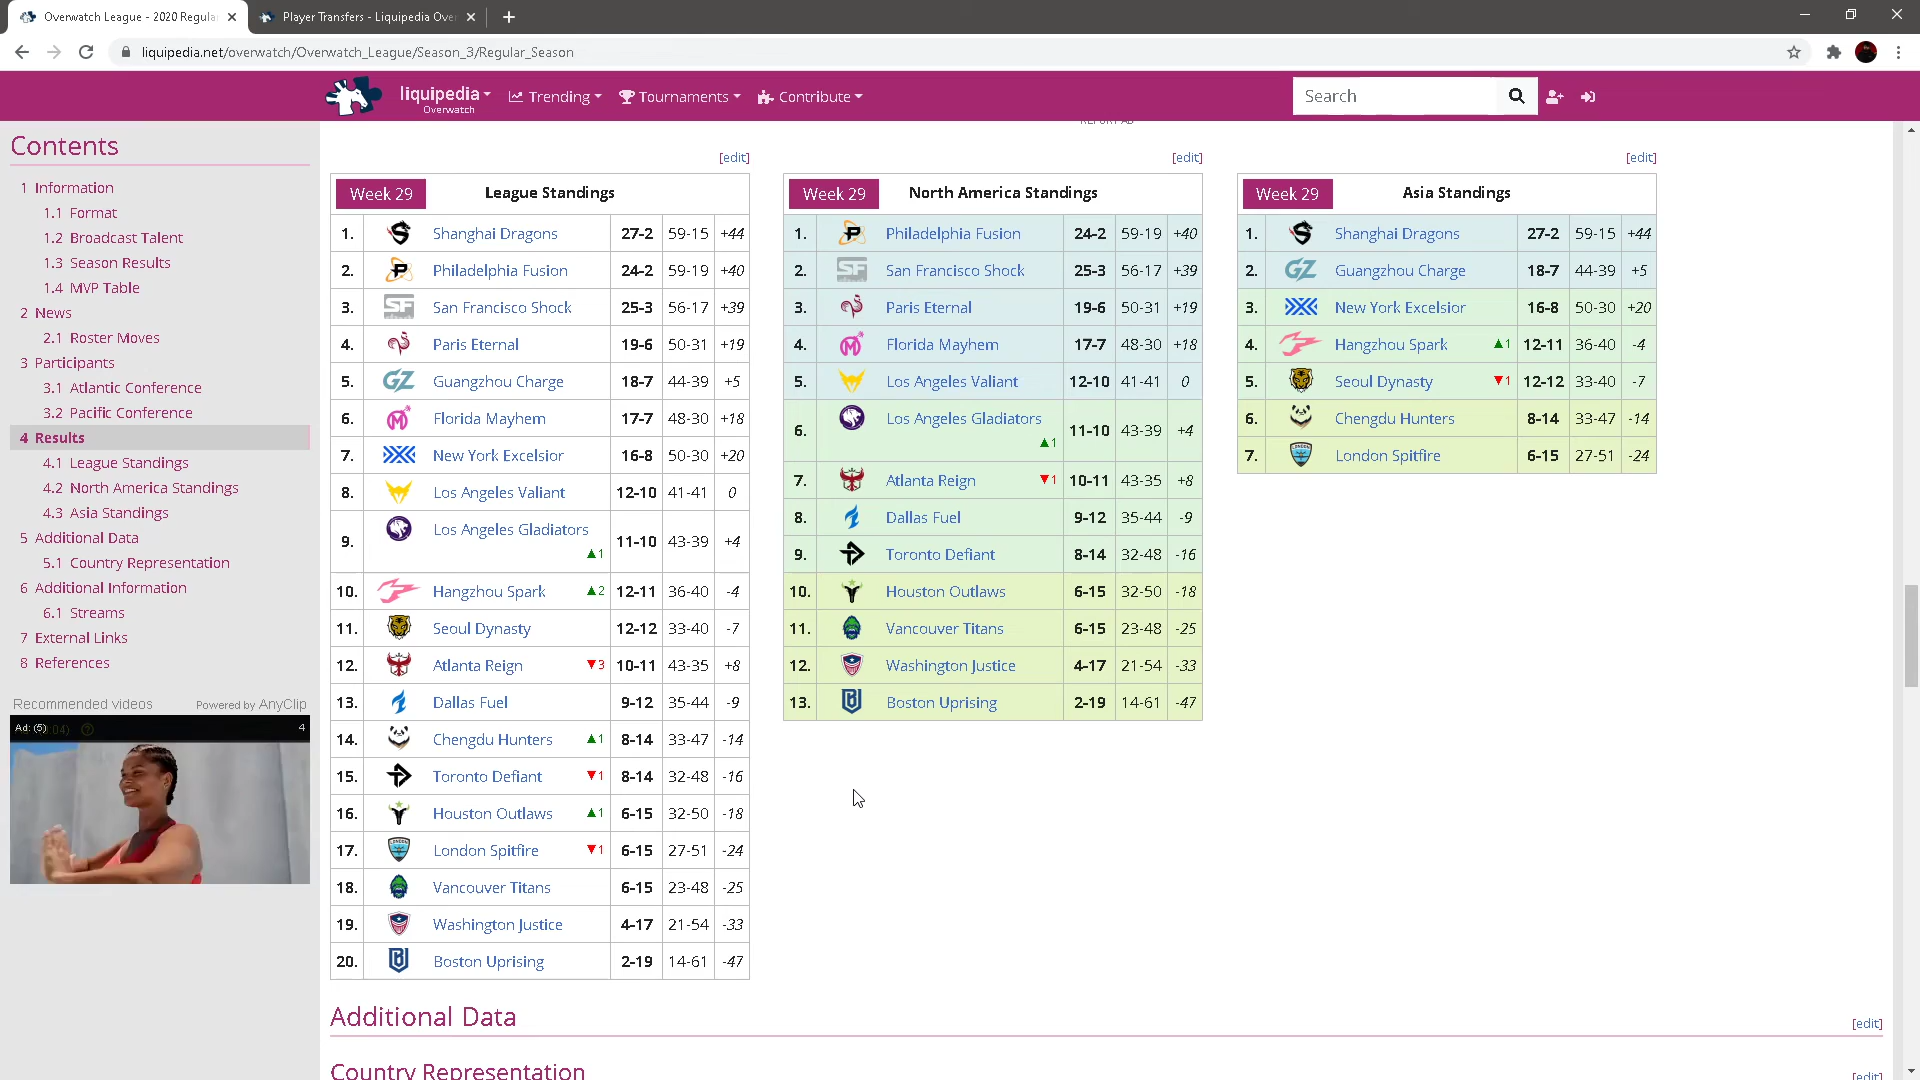 Overwatch League - 2020 Regula
Player Transfers - Liquipedia Over
liquipedia.net/overwatch/Overwatch_League/Season_3/Regular_Season
liquipedia
Overwatch
Trending
Tournaments
Contribute
Search
REPORT AD
Contents
1 Information
1.1 Format
1.2 Broadcast Talent
1.3 Season Results
1.4 MVP Table
2 News
2.1 Roster Moves
3 Participants
3.1 Atlantic Conference
3.2 Pacific Conference
4 Results
4.1 League Standings
4.2 North America Standings
4.3 Asia Standings
5 Additional Data
5.1 Country Representation
6 Additional Information
6.1 Streams
7 External Links
8 References
Recommended videos Powered by AnyClip
Ad: (5) 4
[edit]
Week 29 League Standings
1. Shanghai Dragons 27-2 59-15 +44
2. Philadelphia Fusion 24-2 59-19 +40
3. SF San Francisco Shock 25-3 56-17 +39
4. Paris Eternal 19-6 50-31 +19
5. GZ Guangzhou Charge 18-7 44-39 +5
6. Florida Mayhem 17-7 48-30 +18
7. New York Excelsior 16-8 50-30 +20
8. Los Angeles Valiant 12-10 41-41 0
9. Los Angeles Gladiators ▲1 11-10 43-39 +4
10. Hangzhou Spark ▲2 12-11 36-40 -4
11. Seoul Dynasty 12-12 33-40 -7
12. Atlanta Reign ▼3 10-11 43-35 +8
13. Dallas Fuel 9-12 35-44 -9
14. Chengdu Hunters ▲1 8-14 33-47 -14
15. Toronto Defiant ▼1 8-14 32-48 -16
16. Houston Outlaws ▲1 6-15 32-50 -18
17. London Spitfire ▼1 6-15 27-51 -24
18. Vancouver Titans 6-15 23-48 -25
19. Washington Justice 4-17 21-54 -33
20. Boston Uprising 2-19 14-61 -47
[edit]
Week 29 North America Standings
1. Philadelphia Fusion 24-2 59-19 +40
2. SF San Francisco Shock 25-3 56-17 +39
3. Paris Eternal 19-6 50-31 +19
4. Florida Mayhem 17-7 48-30 +18
5. Los Angeles Valiant 12-10 41-41 0
6. Los Angeles Gladiators ▲1 11-10 43-39 +4
7. Atlanta Reign ▼1 10-11 43-35 +8
8. Dallas Fuel 9-12 35-44 -9
9. Toronto Defiant 8-14 32-48 -16
10. Houston Outlaws 6-15 32-50 -18
11. Vancouver Titans 6-15 23-48 -25
12. Washington Justice 4-17 21-54 -33
13. Boston Uprising 2-19 14-61 -47
[edit]
Week 29 Asia Standings
1. Shanghai Dragons 27-2 59-15 +44
2. GZ Guangzhou Charge 18-7 44-39 +5
3. New York Excelsior 16-8 50-30 +20
4. Hangzhou Spark ▲1 12-11 36-40 -4
5. Seoul Dynasty ▼1 12-12 33-40 -7
6. Chengdu Hunters 8-14 33-47 -14
7. London Spitfire 6-15 27-51 -24
Additional Data [edit]
Country Representation [edit]